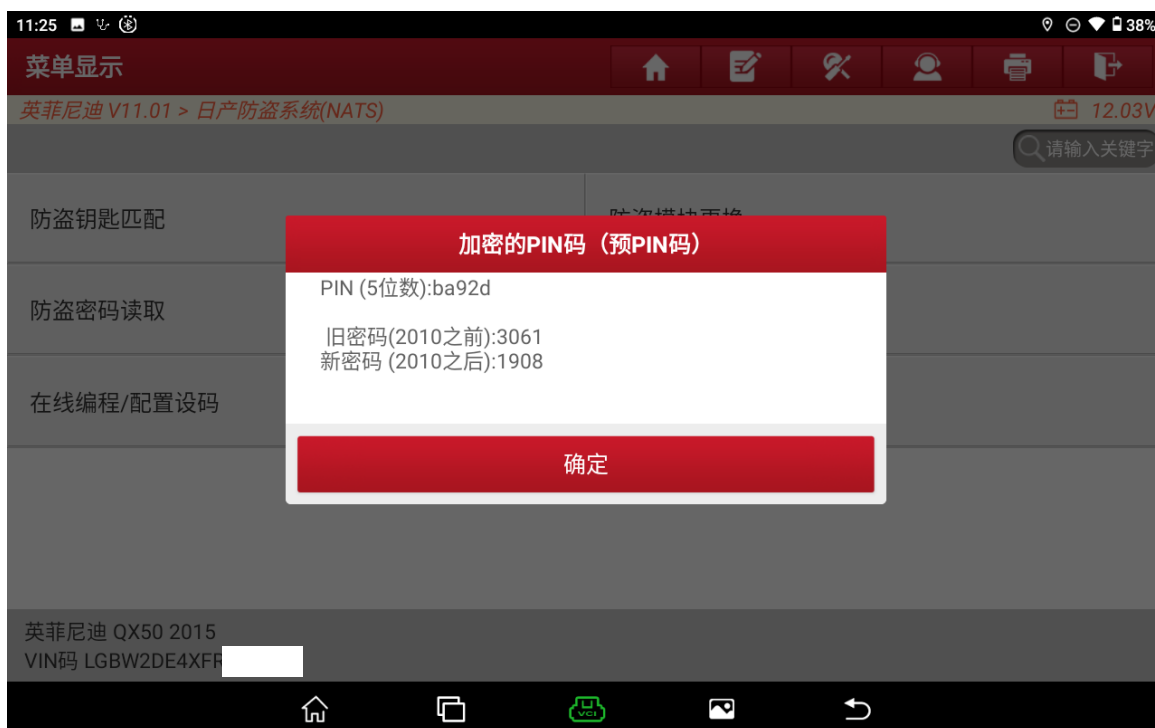 11:25
38%
菜单显示
英菲尼迪 V11.01 > 日产防盗系统(NATS)
12.03V
请输入关键字
防盗钥匙匹配
加密的PIN码（预PIN码）
PIN (5位数):ba92d
防盗密码读取
旧密码(2010之前):3061
新密码 (2010之后):1908
在线编程/配置设码
确定
英菲尼迪 QX50 2015
VIN码 LGBW2DE4XFR
VCI